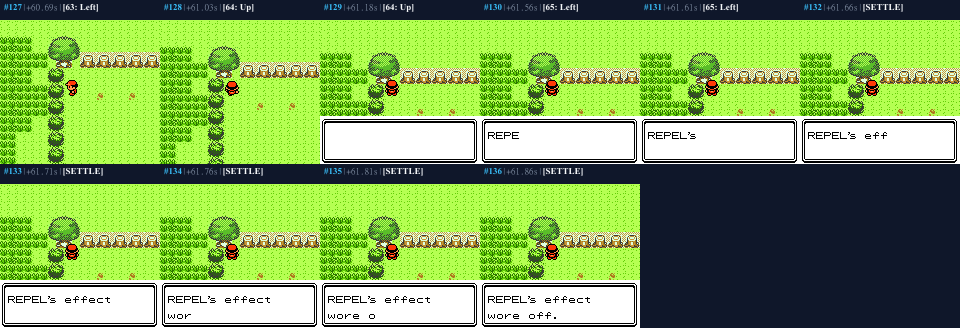 #127|+60.69s|[63: Left]
#128|+61.03s|[64: Up]
#129|+61.18s|[64: Up]
#130|+61.56s|[65: Left]
#131|+61.61s|[65: Left]
#132|+61.66s|[SETTLE]
REPE
REPEL's
REPEL's eff
#133|+61.71s|[SETTLE]
#134|+61.76s|[SETTLE]
#135|+61.81s|[SETTLE]
#136|+61.86s|[SETTLE]
REPEL's effect
REPEL's effect
wor
REPEL's effect
wore o
REPEL's effect
wore off.